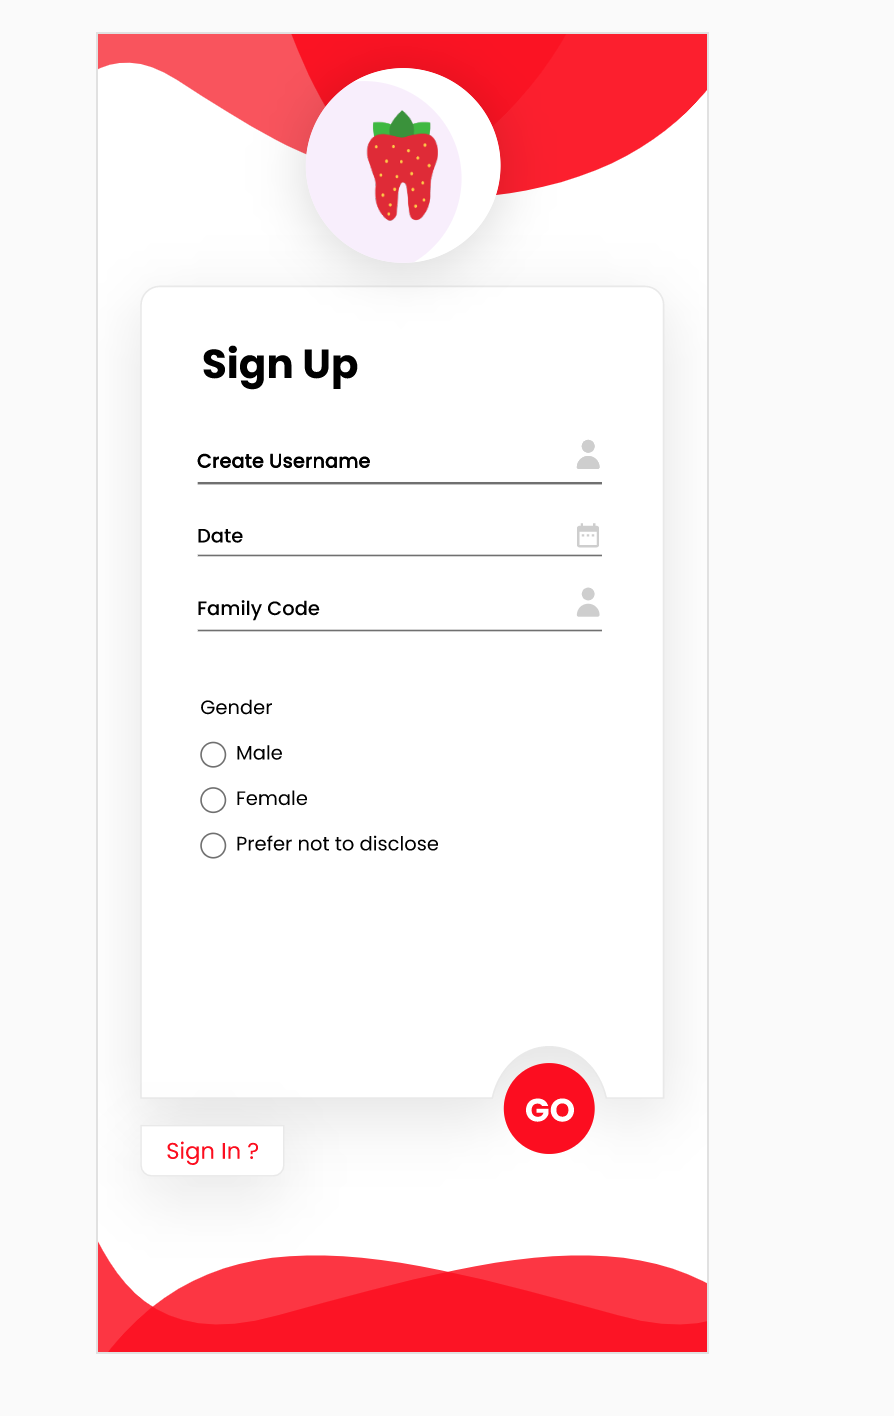 Sign Up
Create Username
Date
Family Code
Gender
Male
Female
Prefer not to disclose
GO
Sign In ?